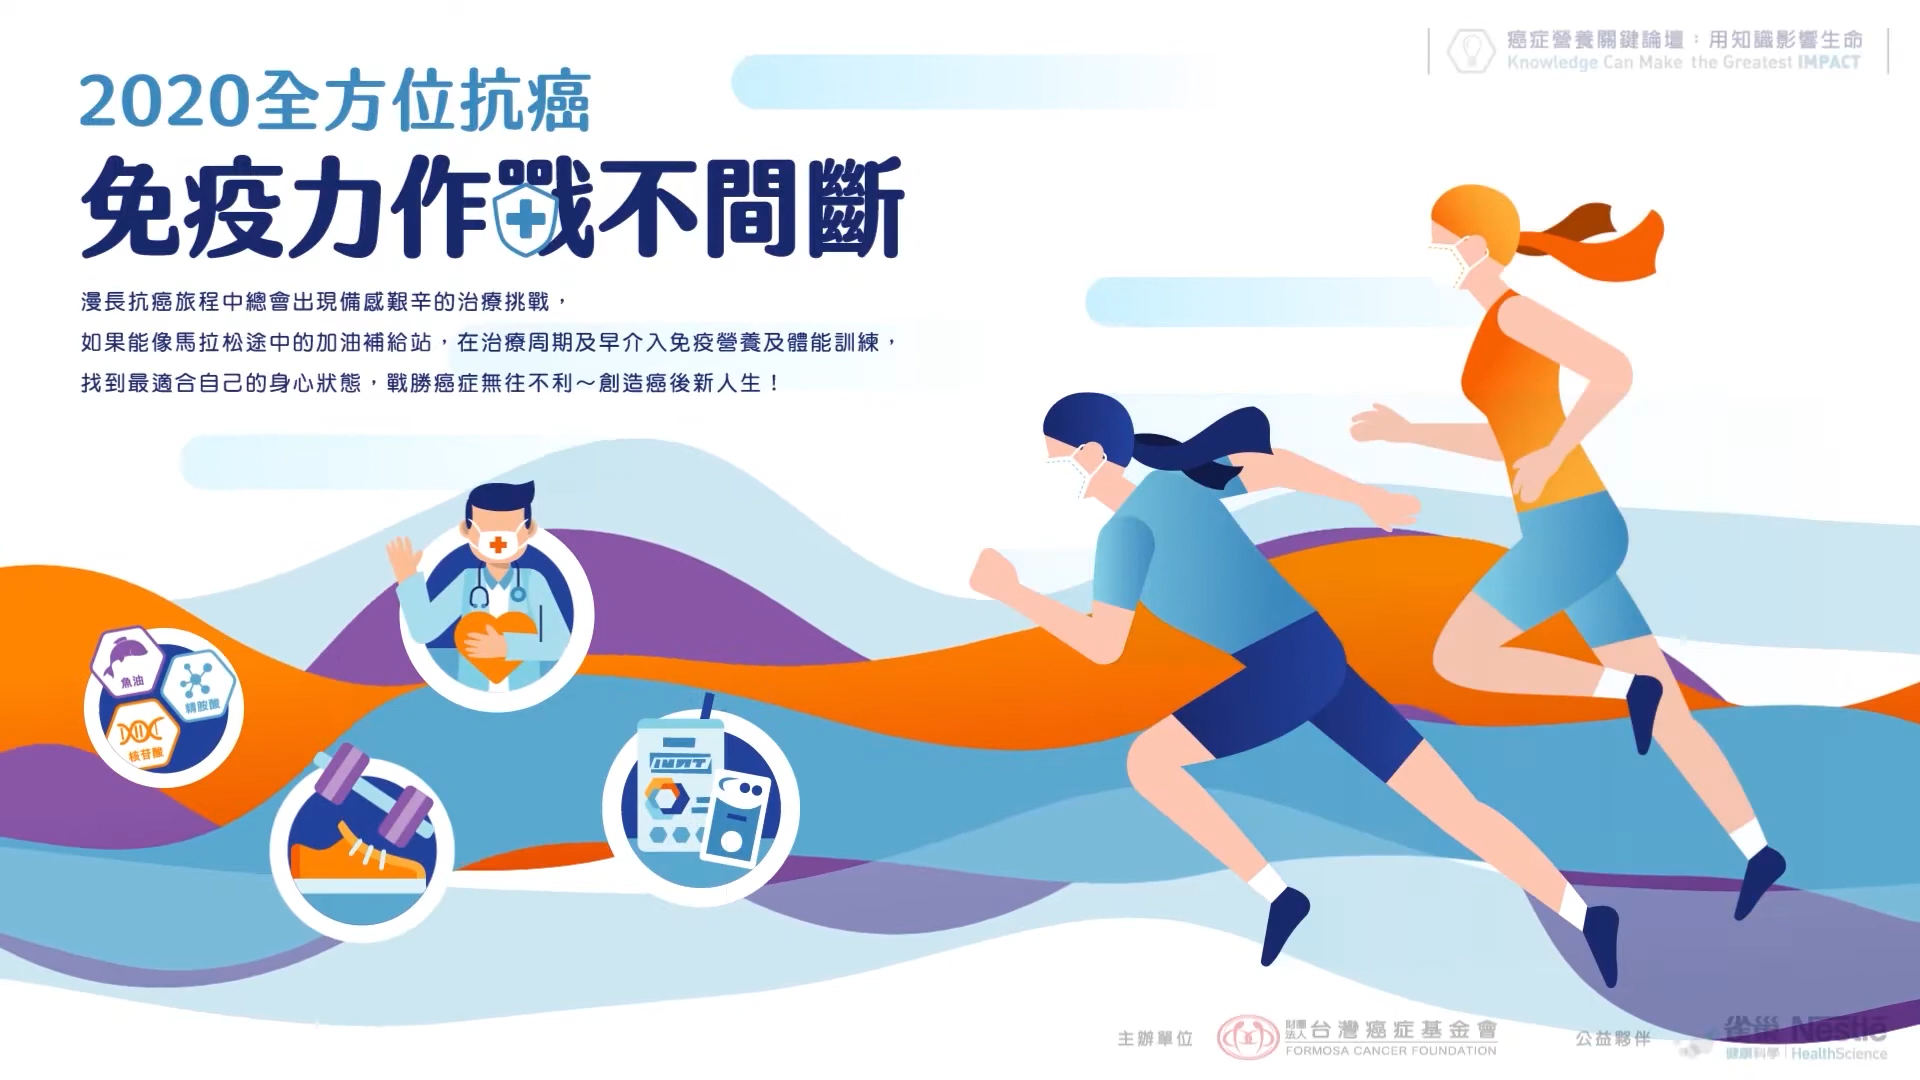 癌症營養關鍵論壇：用知識影響生命
Knowledge Can Make the Greatest IMPACT
2020全方位抗癌
免疫力作戰不間斷
漫長抗癌旅程中總會出現備感艱辛的治療挑戰，
如果能像馬拉松途中的加油補給站，在治療周期及早介入免疫營養及體能訓練，
找到最適合自己的身心狀態，戰勝癌症無往不利～創造癌後新人生！
魚油
精胺酸
核苷酸
主辦單位
財團法人
台灣癌症基金會
FORMOSA CANCER FOUNDATION
公益夥伴
雀巢 Nestlé
健康科學 HealthScience